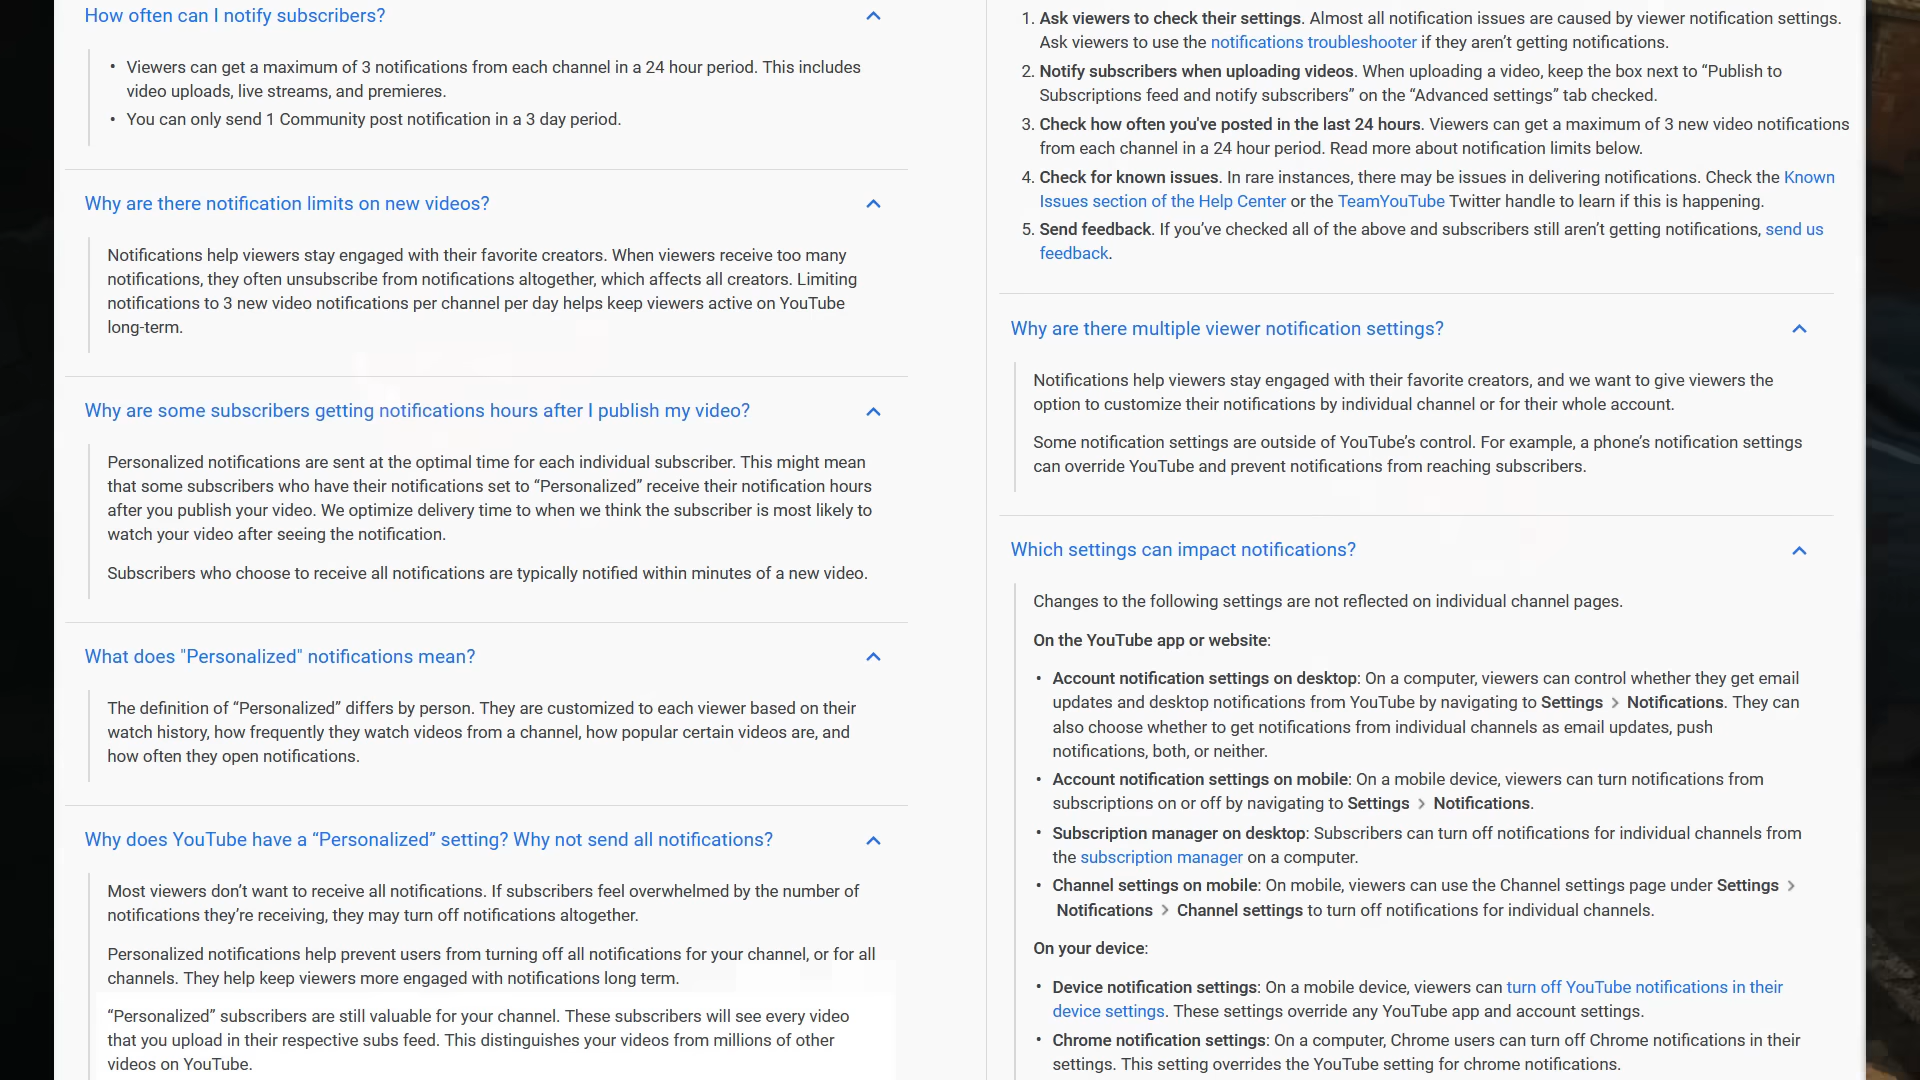 How often can I notify subscribers?
• Viewers can get a maximum of 3 notifications from each channel in a 24 hour period. This includes
video uploads, live streams, and premieres.
• You can only send 1 Community post notification in a 3 day period.
Why are there notification limits on new videos?
Notifications help viewers stay engaged with their favorite creators. When viewers receive too many
notifications, they often unsubscribe from notifications altogether, which affects all creators. Limiting
notifications to 3 new video notifications per channel per day helps keep viewers active on YouTube
long-term.
Why are some subscribers getting notifications hours after I publish my video?
Personalized notifications are sent at the optimal time for each individual subscriber. This might mean
that some subscribers who have their notifications set to “Personalized” receive their notification hours
after you publish your video. We optimize delivery time to when we think the subscriber is most likely to
watch your video after seeing the notification.
Subscribers who choose to receive all notifications are typically notified within minutes of a new video.
What does "Personalized" notifications mean?
The definition of “Personalized” differs by person. They are customized to each viewer based on their
watch history, how frequently they watch videos from a channel, how popular certain videos are, and
how often they open notifications.
Why does YouTube have a “Personalized” setting? Why not send all notifications?
Most viewers don’t want to receive all notifications. If subscribers feel overwhelmed by the number of
notifications they’re receiving, they may turn off notifications altogether.
Personalized notifications help prevent users from turning off all notifications for your channel, or for all
channels. They help keep viewers more engaged with notifications long term.
“Personalized” subscribers are still valuable for your channel. These subscribers will see every video
that you upload in their respective subs feed. This distinguishes your videos from millions of other
videos on YouTube.
1. Ask viewers to check their settings. Almost all notification issues are caused by viewer notification settings.
Ask viewers to use the notifications troubleshooter if they aren’t getting notifications.
2. Notify subscribers when uploading videos. When uploading a video, keep the box next to “Publish to
Subscriptions feed and notify subscribers” on the “Advanced settings” tab checked.
3. Check how often you've posted in the last 24 hours. Viewers can get a maximum of 3 new video notifications
from each channel in a 24 hour period. Read more about notification limits below.
4. Check for known issues. In rare instances, there may be issues in delivering notifications. Check the Known
Issues section of the Help Center or the TeamYouTube Twitter handle to learn if this is happening.
5. Send feedback. If you’ve checked all of the above and subscribers still aren’t getting notifications, send us
feedback.
Why are there multiple viewer notification settings?
Notifications help viewers stay engaged with their favorite creators, and we want to give viewers the
option to customize their notifications by individual channel or for their whole account.
Some notification settings are outside of YouTube’s control. For example, a phone’s notification settings
can override YouTube and prevent notifications from reaching subscribers.
Which settings can impact notifications?
Changes to the following settings are not reflected on individual channel pages.
On the YouTube app or website:
• Account notification settings on desktop: On a computer, viewers can control whether they get email
updates and desktop notifications from YouTube by navigating to Settings > Notifications. They can
also choose whether to get notifications from individual channels as email updates, push
notifications, both, or neither.
• Account notification settings on mobile: On a mobile device, viewers can turn notifications from
subscriptions on or off by navigating to Settings > Notifications.
• Subscription manager on desktop: Subscribers can turn off notifications for individual channels from
the subscription manager on a computer.
• Channel settings on mobile: On mobile, viewers can use the Channel settings page under Settings >
Notifications > Channel settings to turn off notifications for individual channels.
On your device:
• Device notification settings: On a mobile device, viewers can turn off YouTube notifications in their
device settings. These settings override any YouTube app and account settings.
• Chrome notification settings: On a computer, Chrome users can turn off Chrome notifications in their
settings. This setting overrides the YouTube setting for chrome notifications.